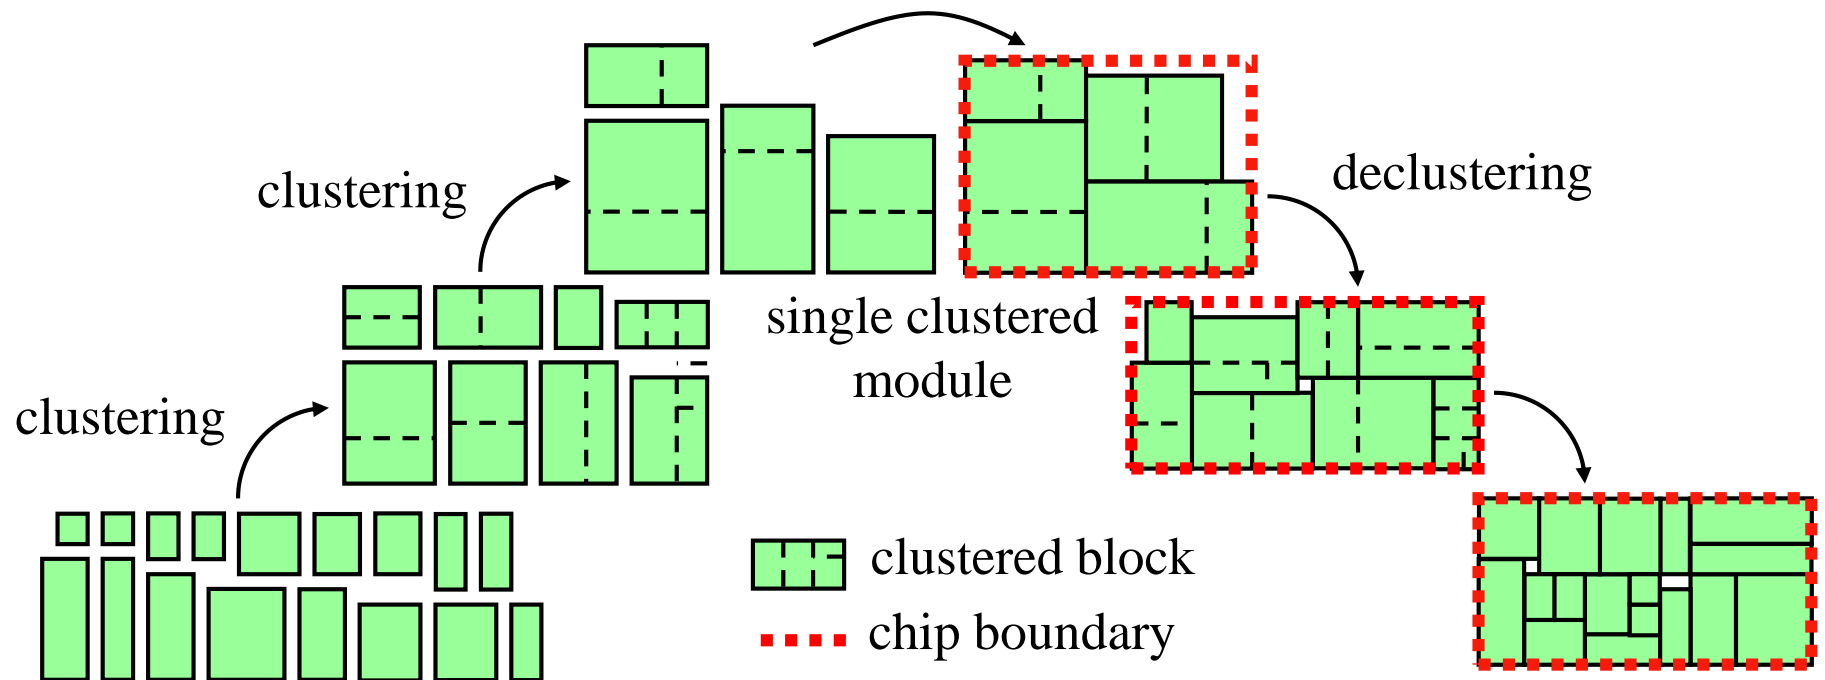 clustering
declustering
single clustered
module
clustering
clustered block
chip boundary